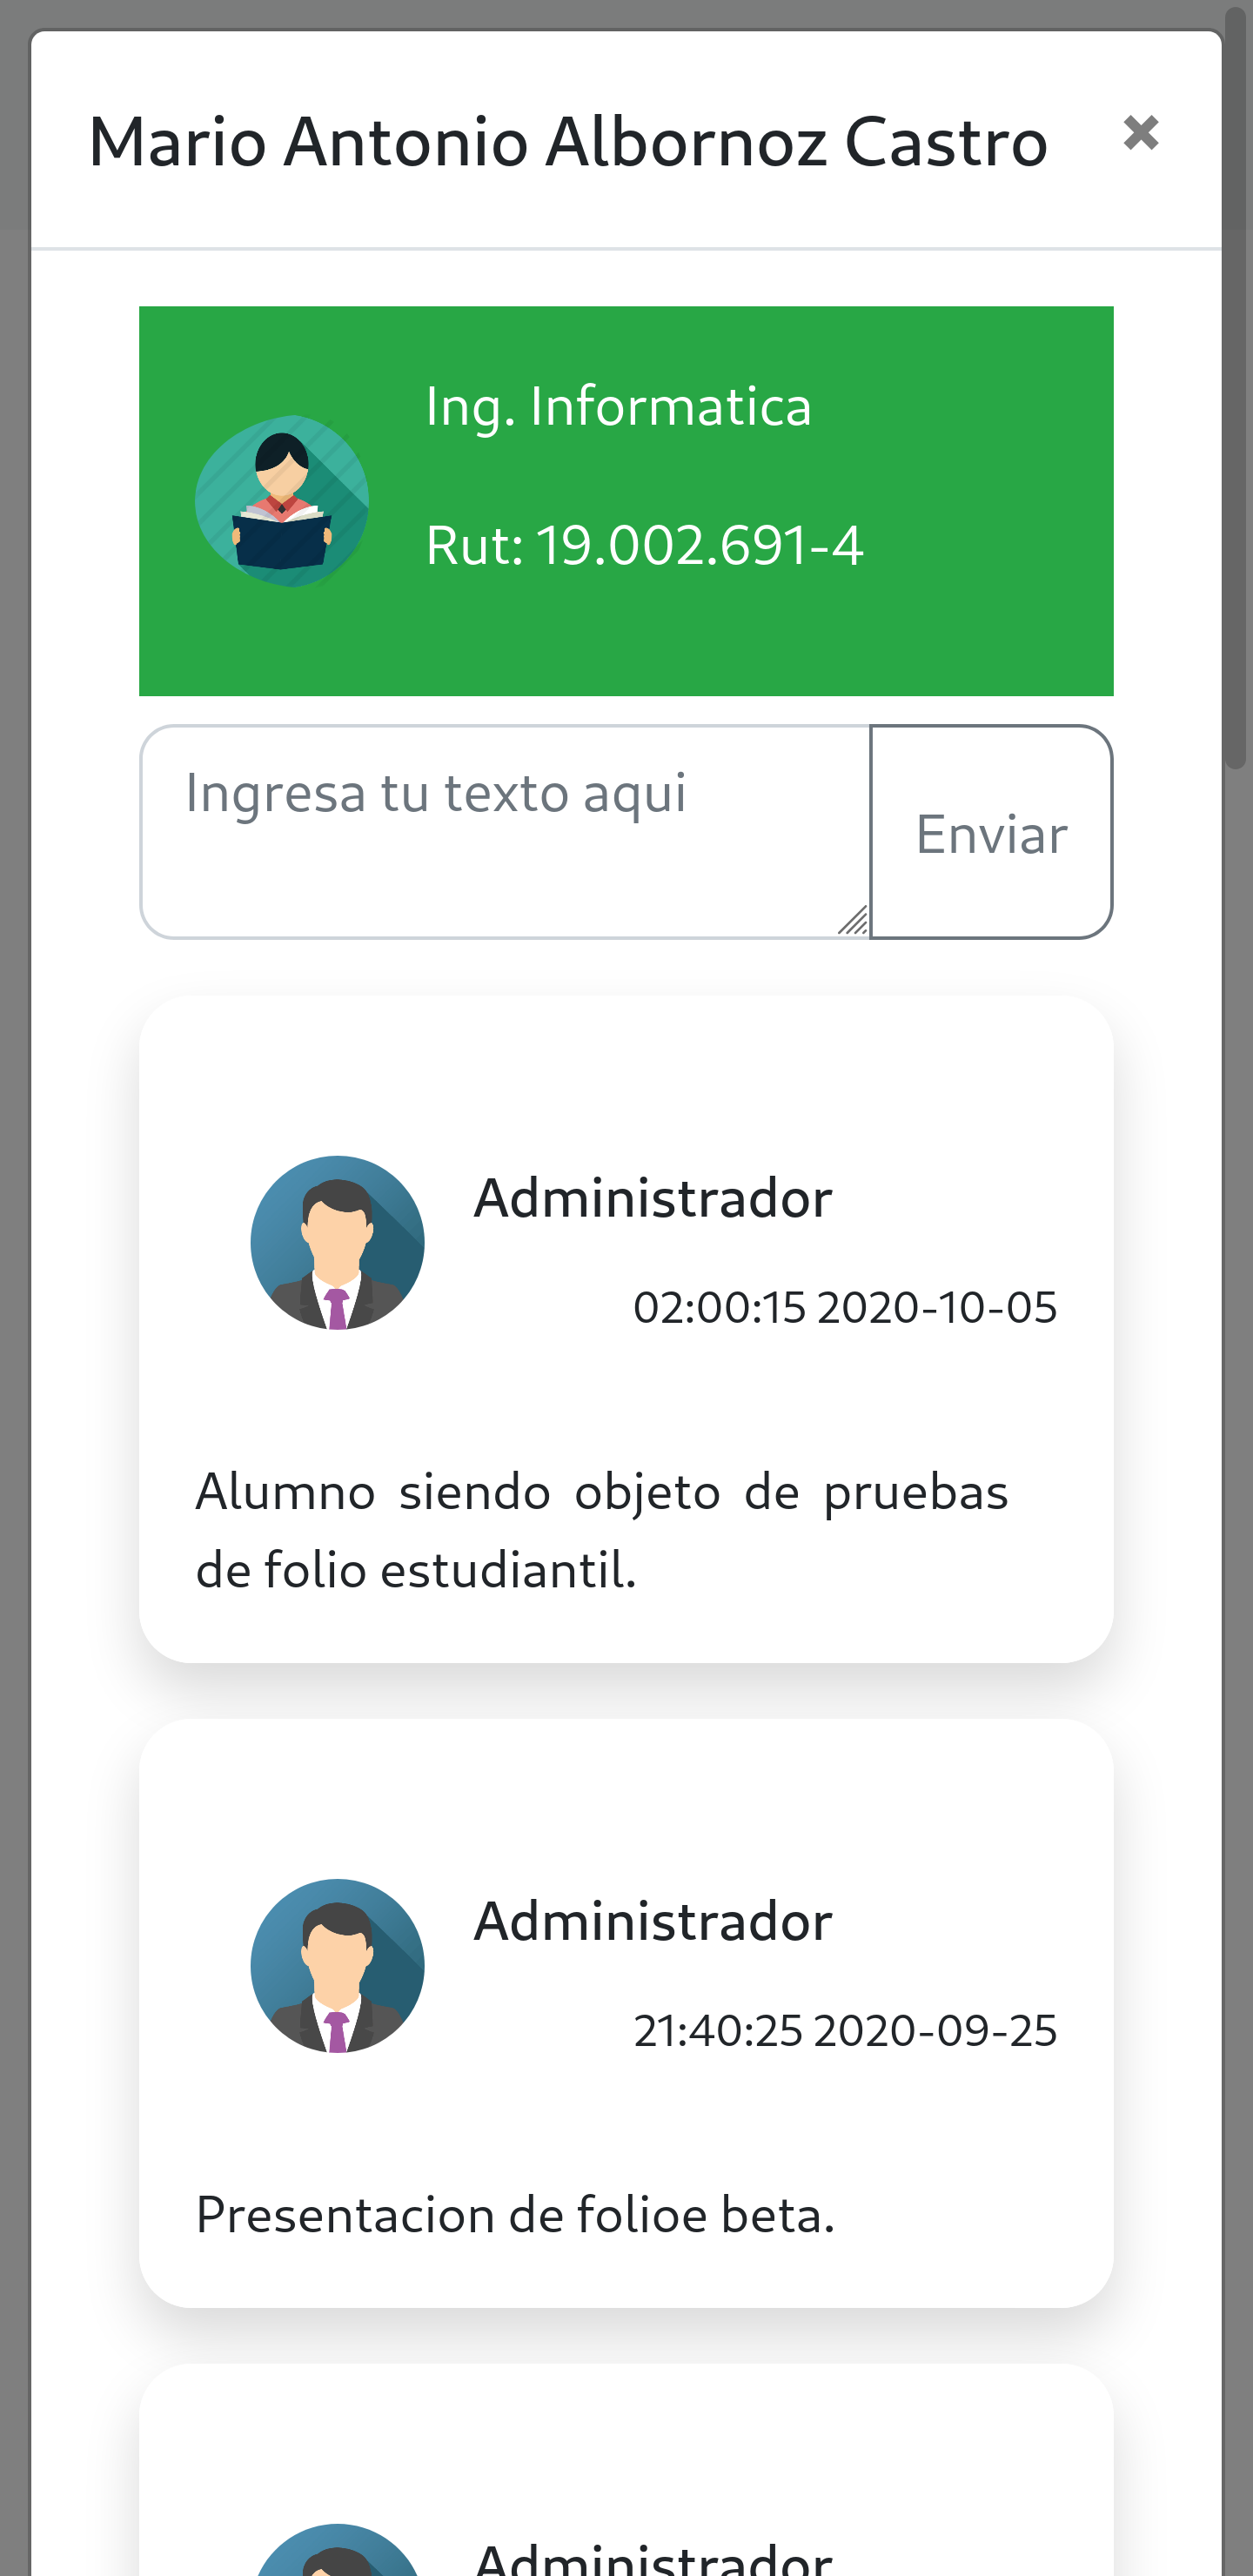 Mario Antonio Albornoz Castro
Ing. Informatica
Rut: 19.002.691-4
Ingresa tu texto aqui
Enviar
Administrador
02:00:15 2020-10-05
Alumno siendo objeto de pruebas
de folio estudiantil.
Administrador
21:40:25 2020-09-25
Presentacion de folioe beta.
Administrador